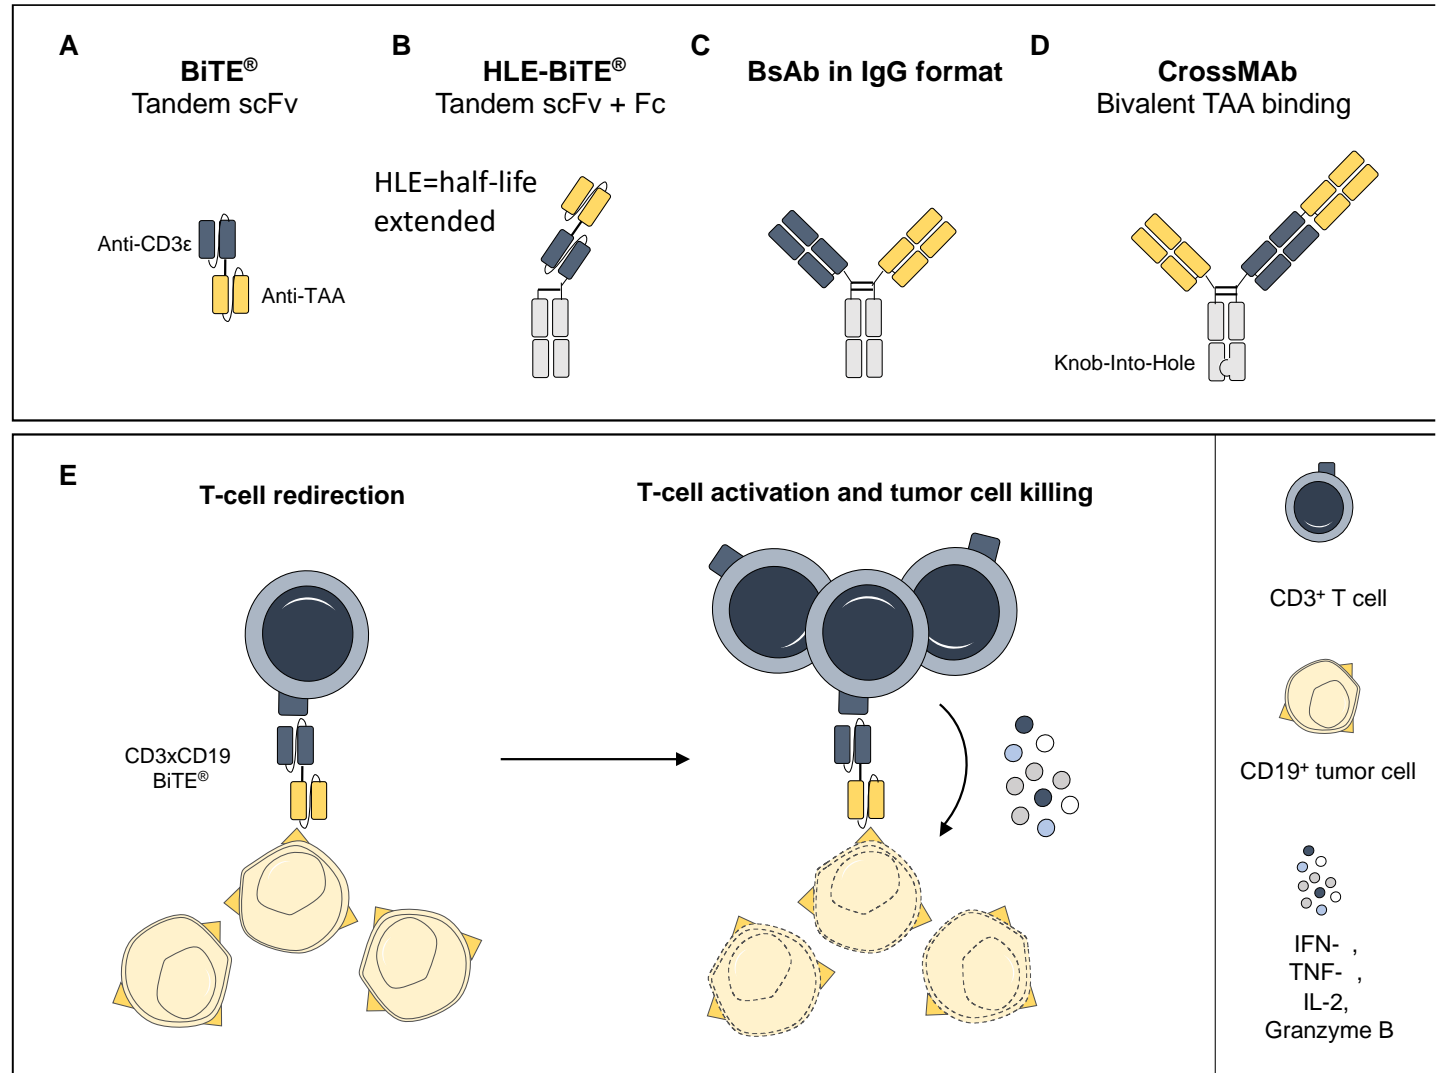 A
BiTE®
Tandem scFv
Anti-CD3ε
Anti-TAA
B
HLE-BiTE®
Tandem scFv + Fc
HLE=half-life
extended
C
BsAb in IgG format
D
CrossMAb
Bivalent TAA binding
Knob-Into-Hole
E
T-cell redirection
T-cell activation and tumor cell killing
CD3xCD19
BiTE®
CD3⁺ T cell
CD19⁺ tumor cell
IFN- ,
TNF- ,
IL-2,
Granzyme B